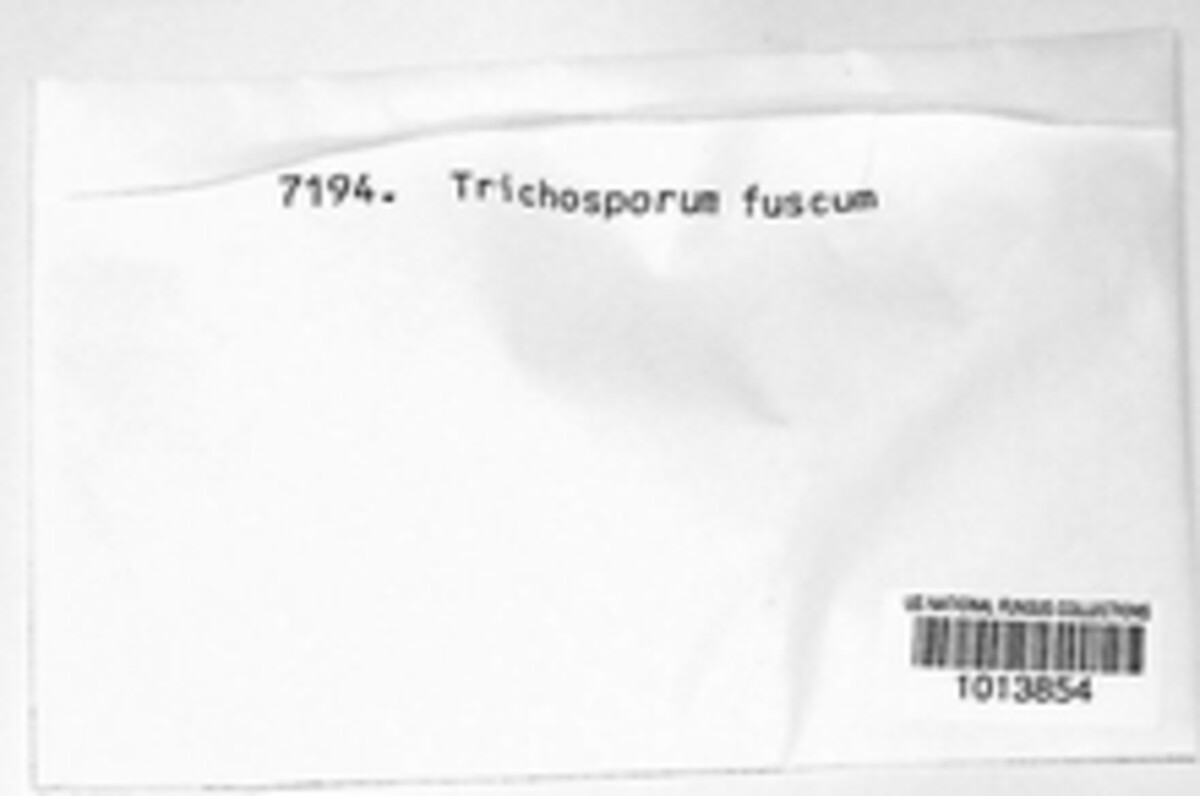 7194. Trichosporum fuscum
US NATIONAL FUNGUS COLLECTIONS
1013854